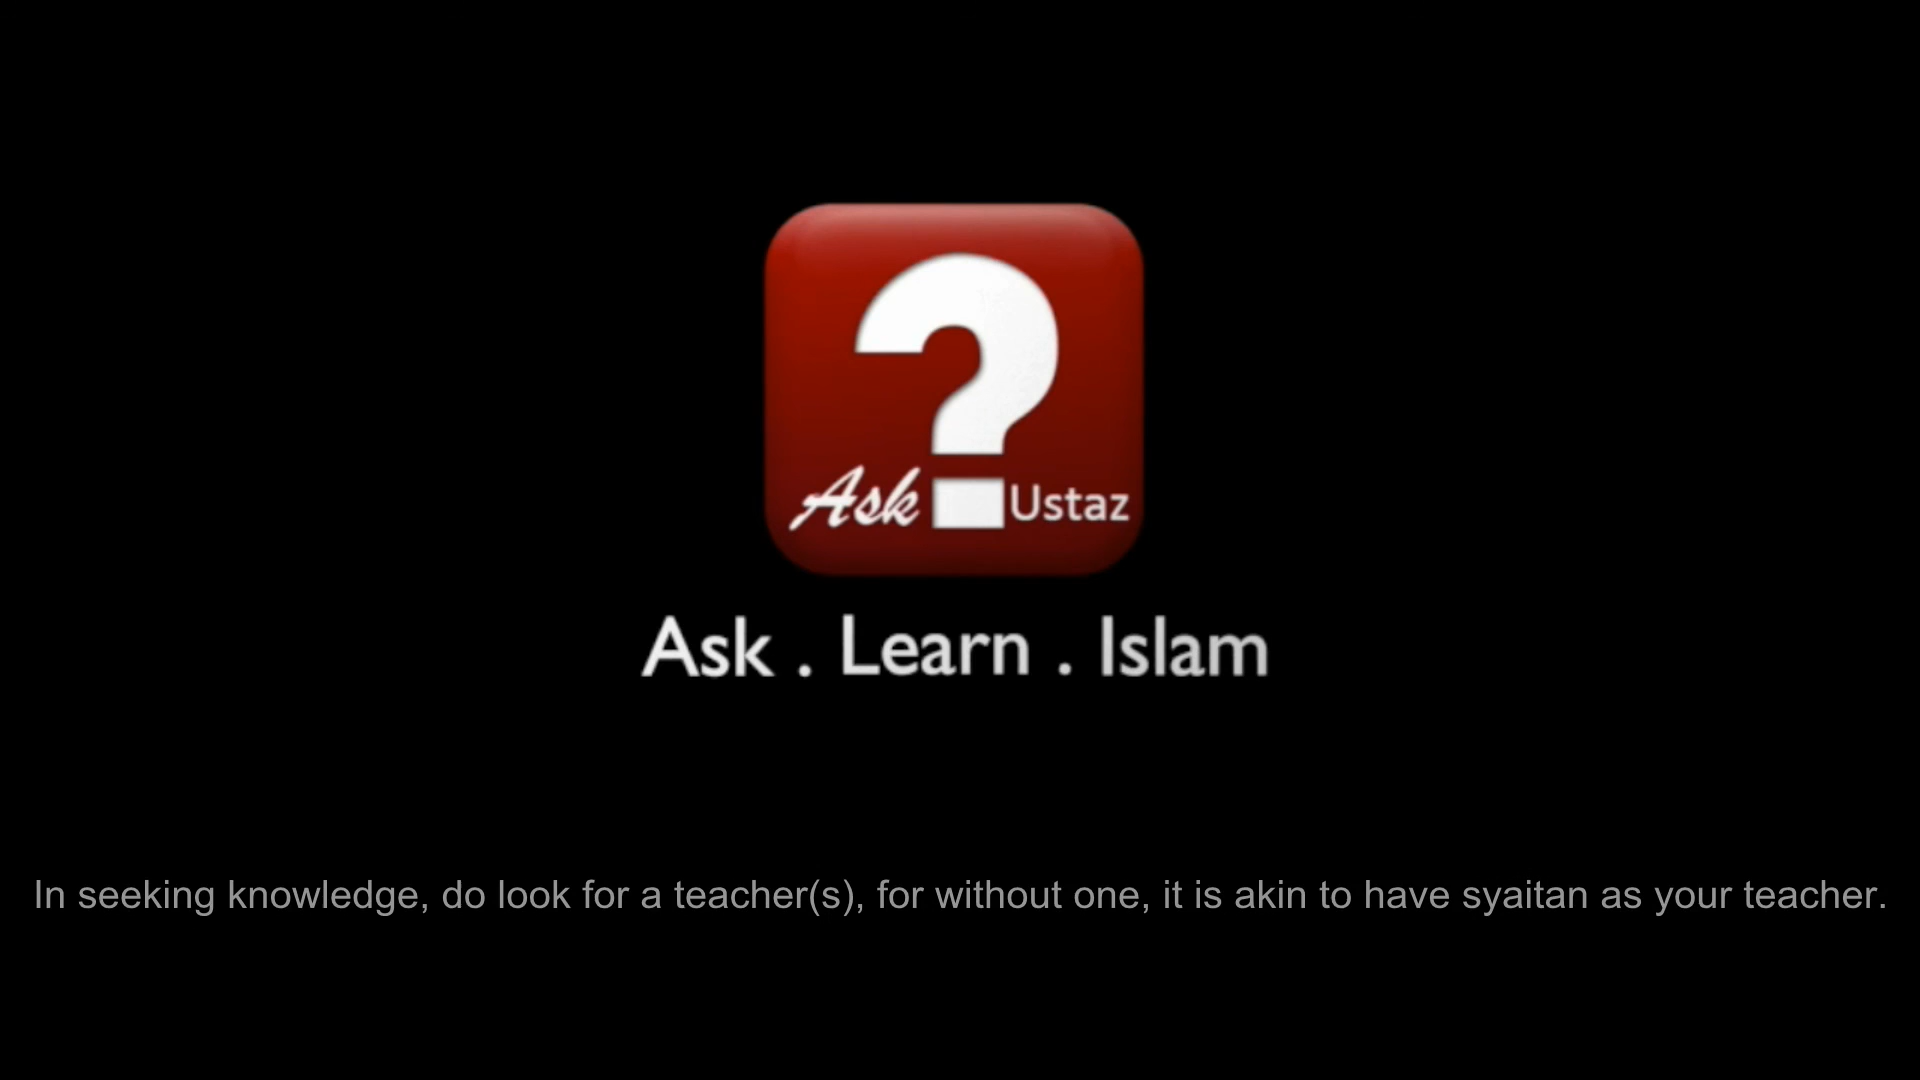 ?
Ask Ustaz
Ask . Learn . Islam
In seeking knowledge, do look for a teacher(s), for without one, it is akin to have syaitan as your teacher.